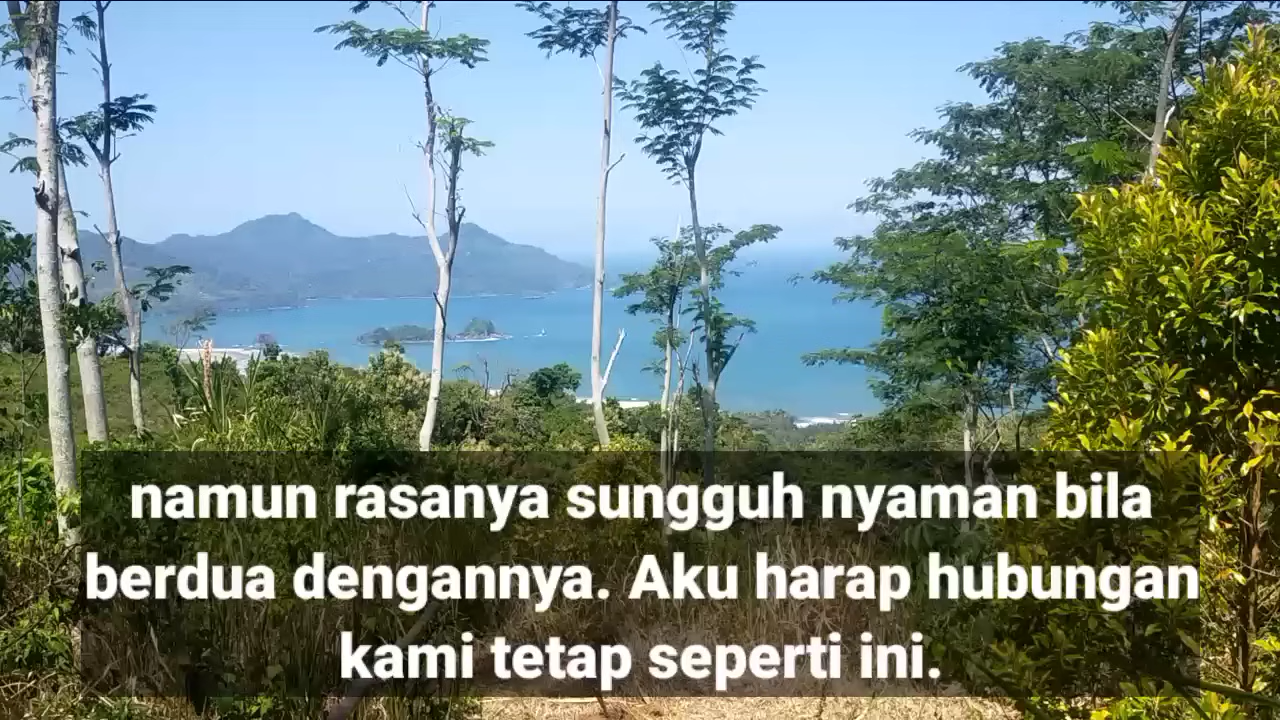 namun rasanya sungguh nyaman bila
berdua dengannya. Aku harap hubungan
kami tetap seperti ini.